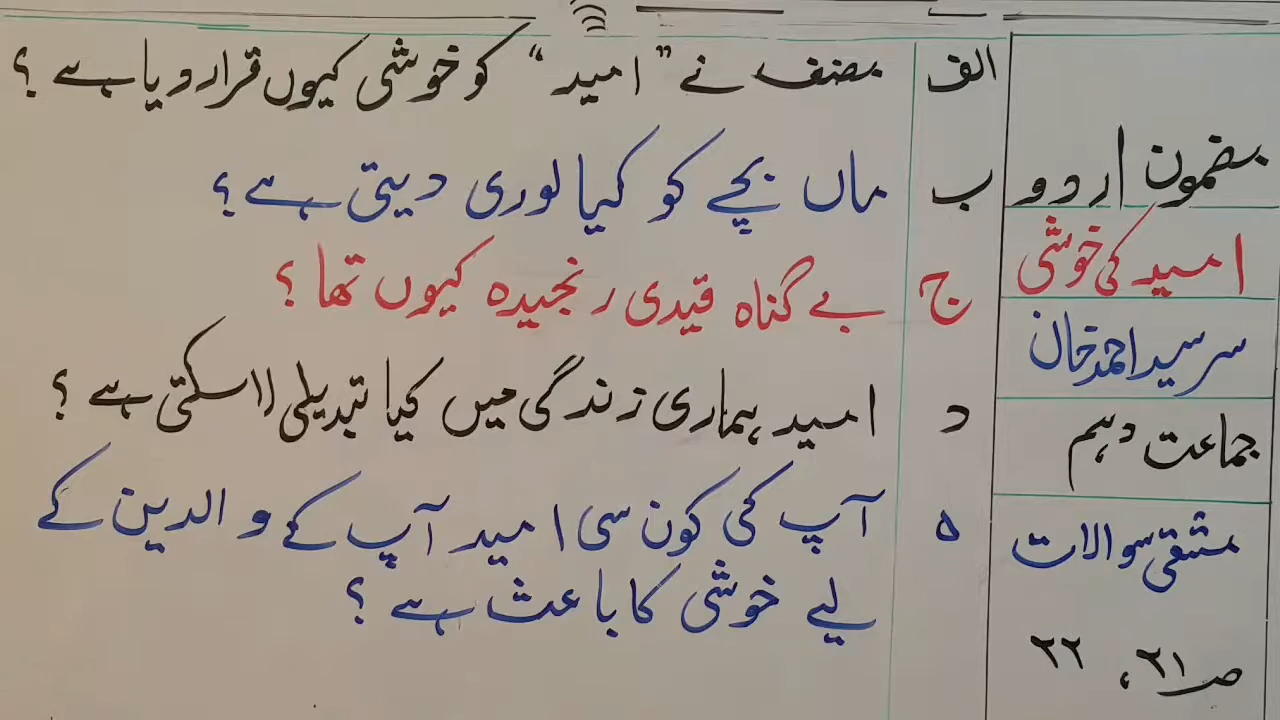 مضمون اردو
امید کی خوشی
سر سید احمد خان
جماعت دہم
مشقی سوالات
ص ۲۱، ۲۲
الف مصنف نے "امید" کو خوشی کیوں قرار دیا ہے؟
ب ماں بچے کو کیا لوری دیتی ہے؟
ج بے گناہ قیدی رنجیدہ کیوں تھا؟
د امید ہماری زندگی میں کیا تبدیلی لا سکتی ہے؟
ہ آپ کی کون سی امید آپ کے والدین کے
لیے خوشی کا باعث ہے؟